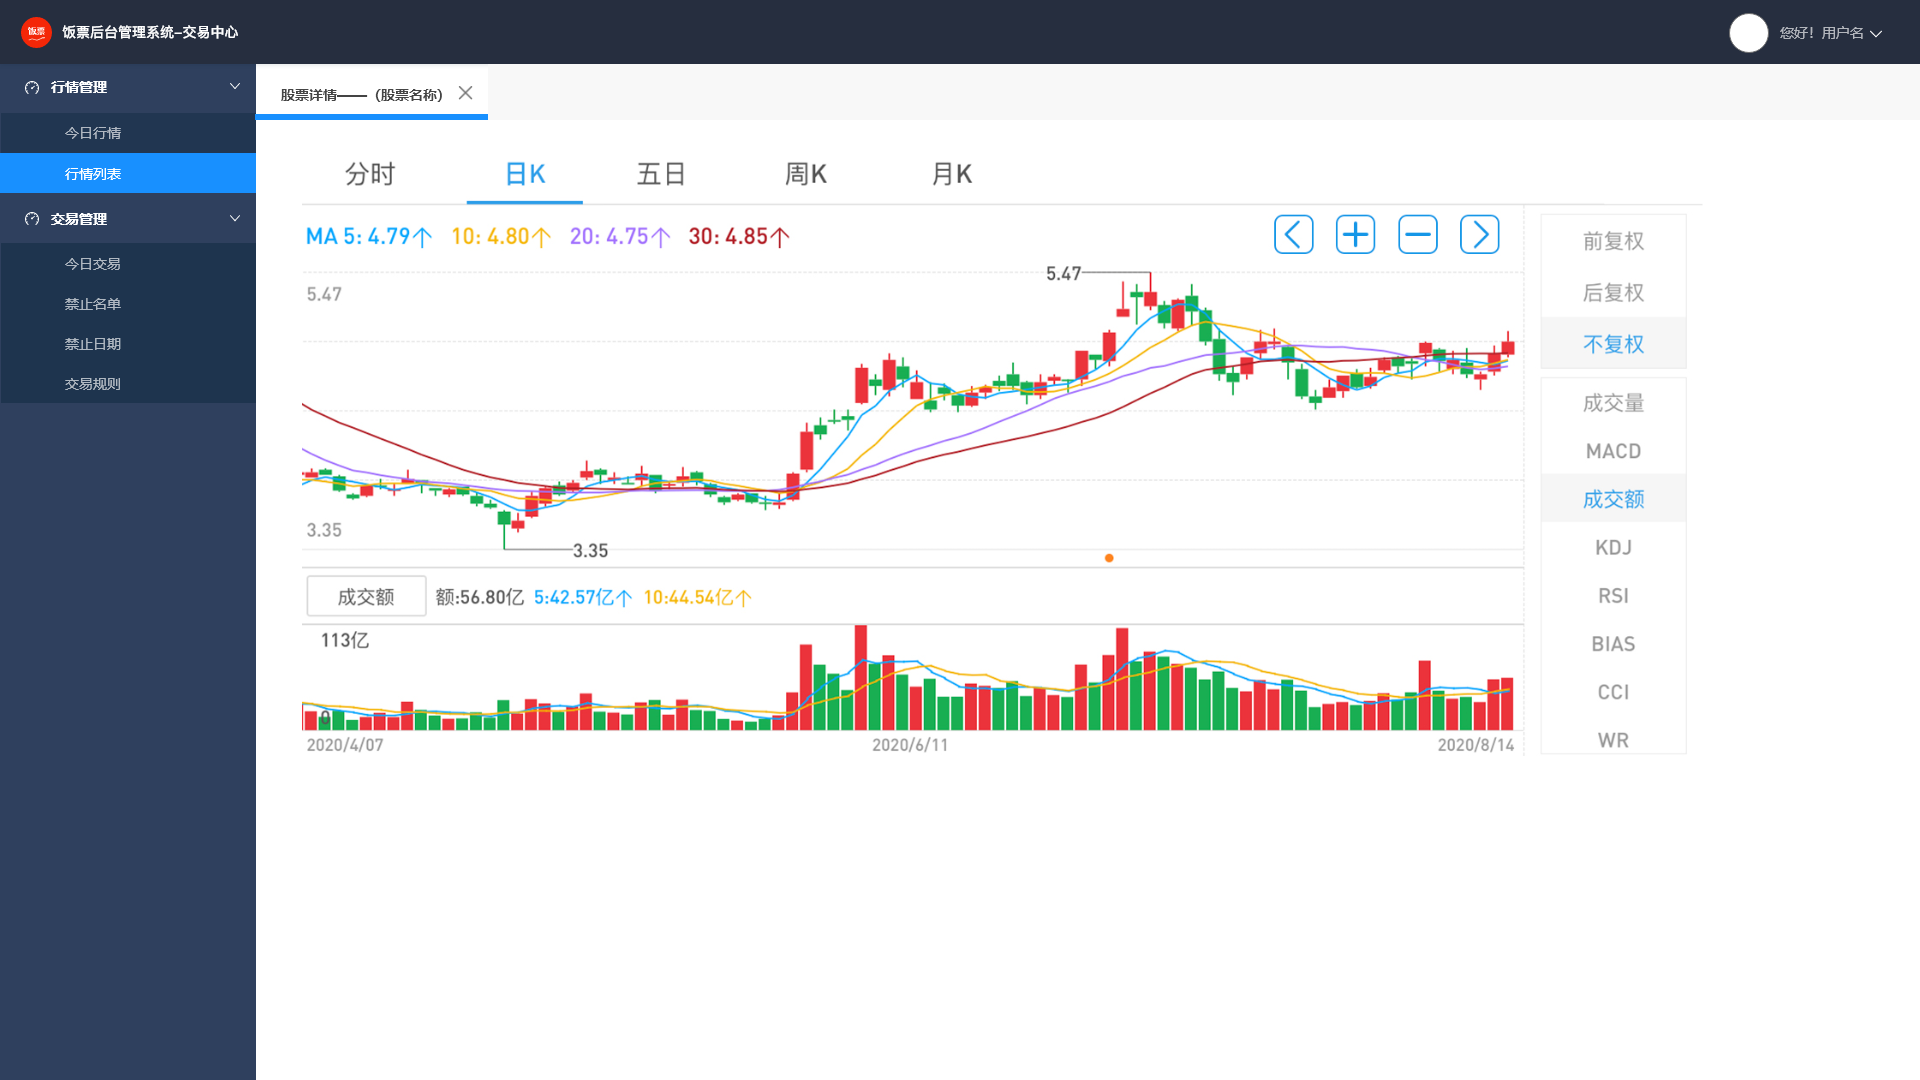 饭票
饭票后台管理系统-交易中心
您好！用户名
行情管理
今日行情
行情列表
交易管理
今日交易
禁止名单
禁止日期
交易规则
股票详情——（股票名称）
分时
日K
五日
周K
月K
MA 5: 4.79↑ 10: 4.80↑ 20: 4.75↑ 30: 4.85↑
5.47
5.47
3.35
3.35
成交额 额:56.80亿 5:42.57亿↑ 10:44.54亿↑
113亿
0
2020/4/07
2020/6/11
2020/8/14
前复权
后复权
不复权
成交量
MACD
成交额
KDJ
RSI
BIAS
CCI
WR